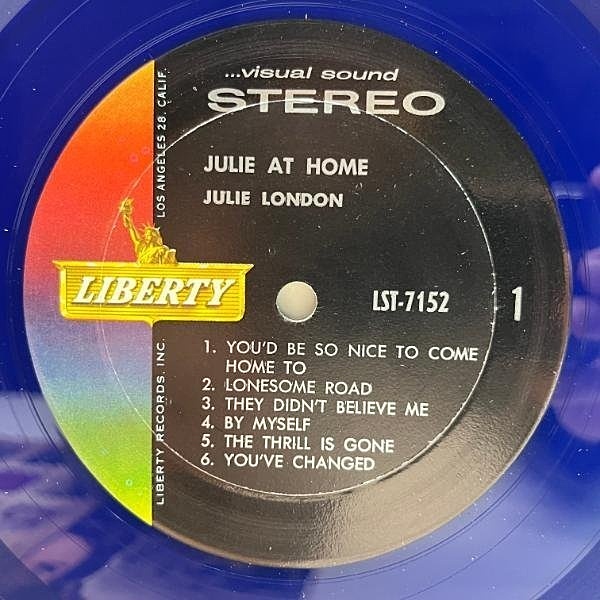 ...visual sound
STEREO
JULIE AT HOME
JULIE LONDON
LIBERTY
LST-7152
1
1. YOU'D BE SO NICE TO COME
HOME TO
2. LONESOME ROAD
3. THEY DIDN'T BELIEVE ME
4. BY MYSELF
5. THE THRILL IS GONE
6. YOU'VE CHANGED
LIBERTY RECORDS, INC.
LOS ANGELES 28, CALIF.